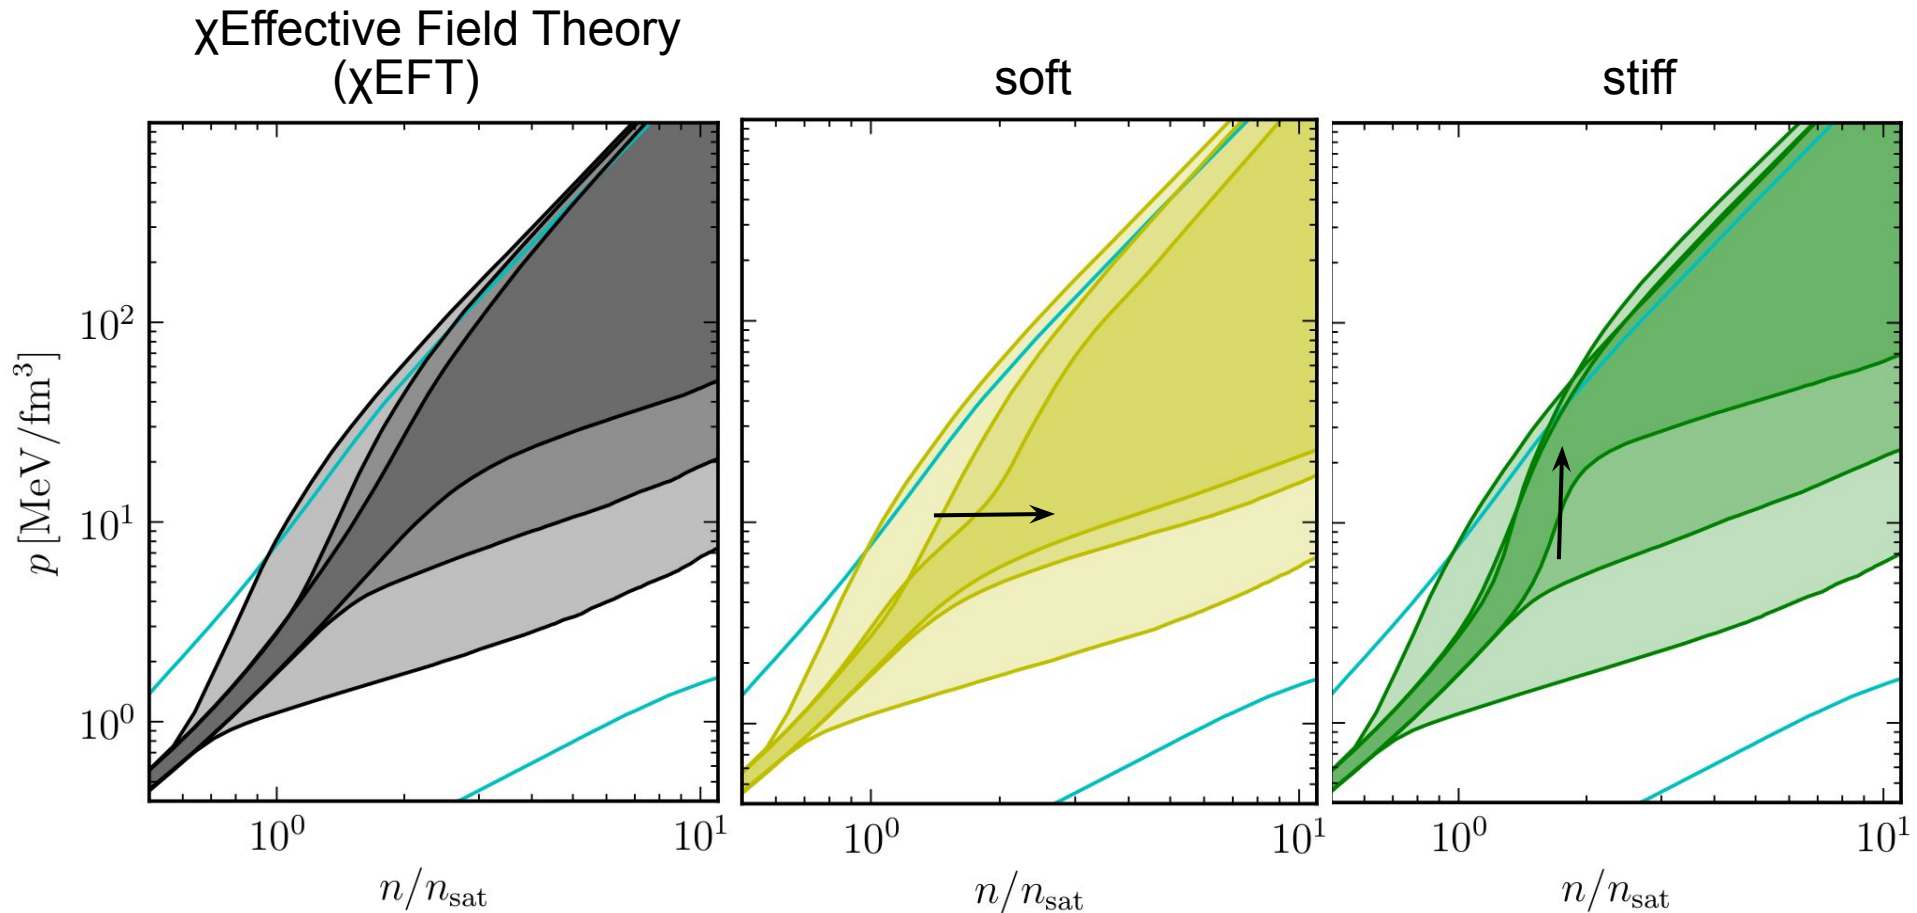 χEffective Field Theory
(χEFT)
soft
stiff
p [MeV/fm³]
10²
10¹
10⁰
10⁰
10¹
n/n_sat
10⁰
10¹
n/n_sat
10⁰
10¹
n/n_sat